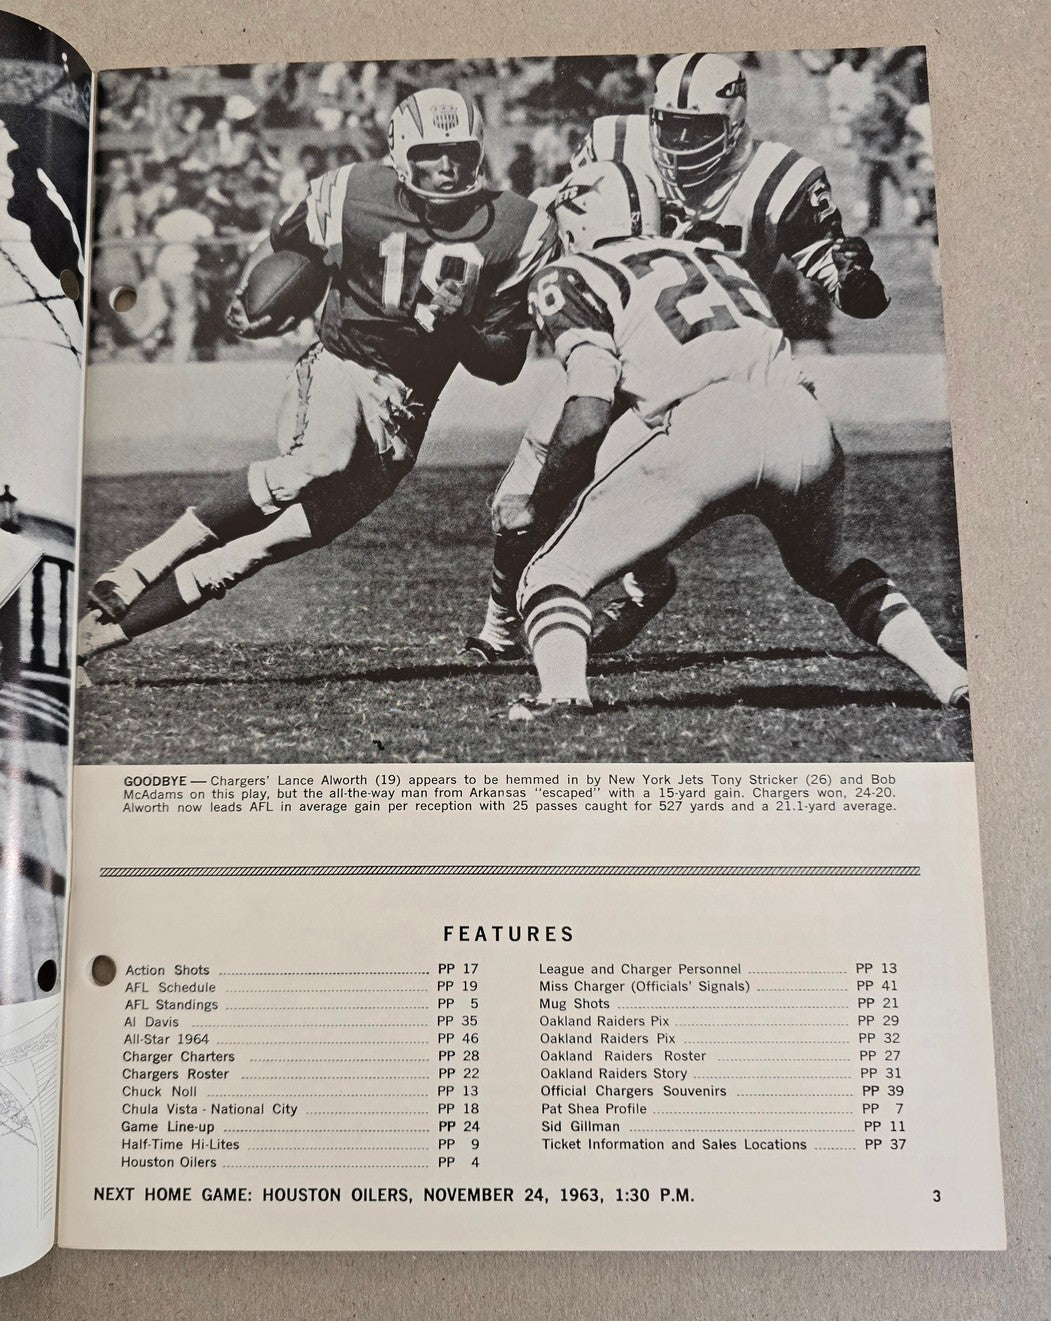 19
JETS
26
26
GOODBYE — Chargers' Lance Alworth (19) appears to be hemmed in by New York Jets Tony Stricker (26) and Bob
McAdams on this play, but the all-the-way man from Arkansas "escaped" with a 15-yard gain. Chargers won, 24-20.
Alworth now leads AFL in average gain per reception with 25 passes caught for 527 yards and a 21.1-yard average.
FEATURES
Action Shots PP 17
AFL Schedule PP 19
AFL Standings PP 5
Al Davis PP 35
All-Star 1964 PP 46
Charger Charters PP 28
Chargers Roster PP 22
Chuck Noll PP 13
Chula Vista - National City PP 18
Game Line-up PP 24
Half-Time Hi-Lites PP 9
Houston Oilers PP 4
League and Charger Personnel PP 13
Miss Charger (Officials' Signals) PP 41
Mug Shots PP 21
Oakland Raiders Pix PP 29
Oakland Raiders Pix PP 32
Oakland Raiders Roster PP 27
Oakland Raiders Story PP 31
Official Chargers Souvenirs PP 39
Pat Shea Profile PP 7
Sid Gillman PP 11
Ticket Information and Sales Locations PP 37
NEXT HOME GAME: HOUSTON OILERS, NOVEMBER 24, 1963, 1:30 P.M.
3